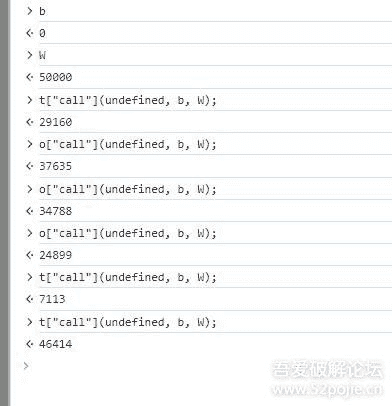 > b
<· 0
> W
<· 50000
> t["call"](undefined, b, W);
<· 29160
> o["call"](undefined, b, W);
<· 37635
> o["call"](undefined, b, W);
<· 34788
> o["call"](undefined, b, W);
<· 24899
> t["call"](undefined, b, W);
<· 7113
> t["call"](undefined, b, W);
<· 46414
>
吾爱破解论坛
www.52pojie.cn